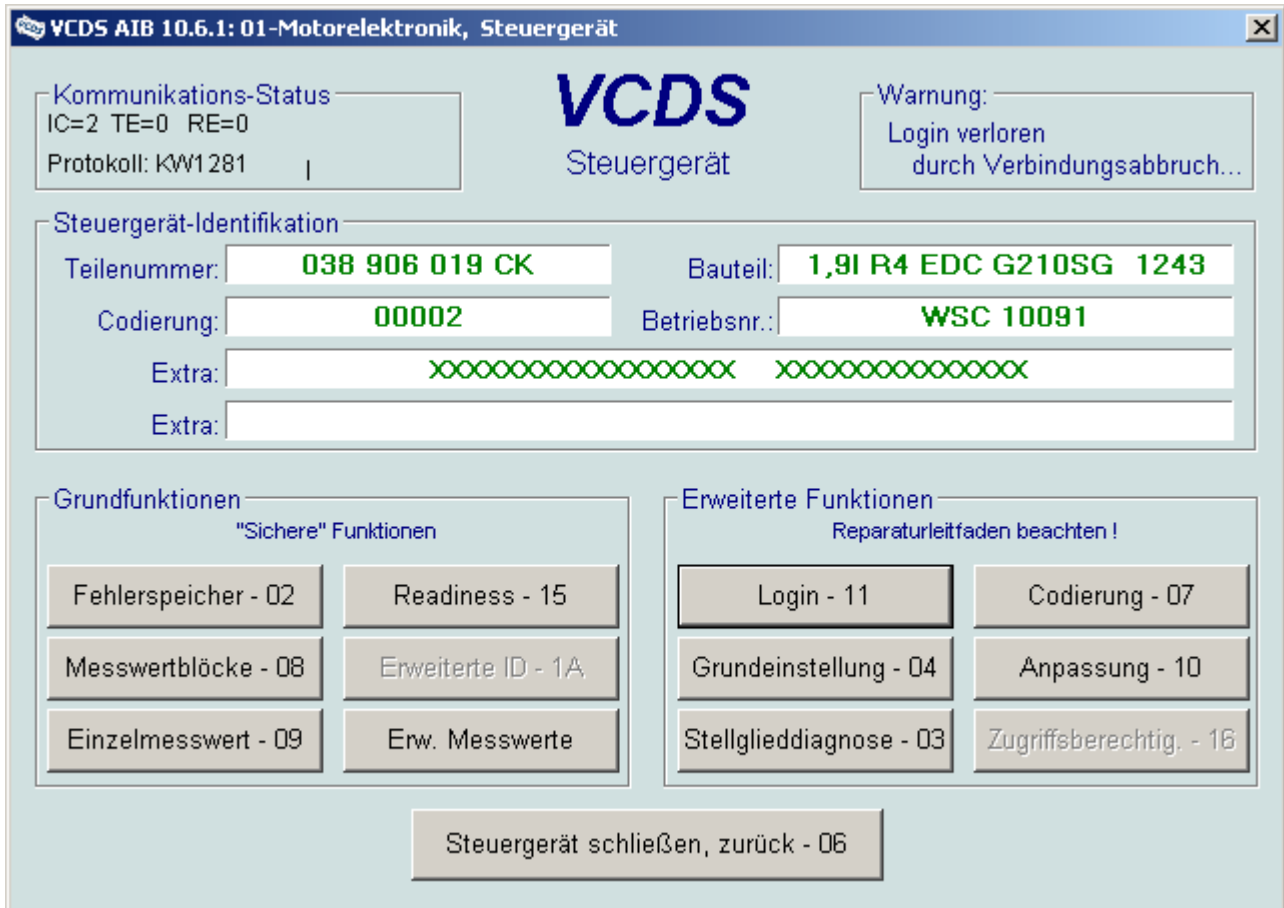 VCDS AIB 10.6.1: 01-Motorelektronik, Steuergerät
Kommunikations-Status
IC=2 TE=0 RE=0
Protokoll: KW1281 |
VCDS
Steuergerät
Warnung:
Login verloren
durch Verbindungsabbruch...
Steuergerät-Identifikation
Teilenummer: 038 906 019 CK
Bauteil: 1,9l R4 EDC G210SG 1243
Codierung: 00002
Betriebsnr.: WSC 10091
Extra: XXXXXXXXXXXXXXXXX XXXXXXXXXXXXXX
Extra:
Grundfunktionen
"Sichere" Funktionen
Fehlerspeicher - 02
Readiness - 15
Messwertblöcke - 08
Erweiterte ID - 1A
Einzelmesswert - 09
Erw. Messwerte
Erweiterte Funktionen
Reparaturleitfaden beachten !
Login - 11
Codierung - 07
Grundeinstellung - 04
Anpassung - 10
Stellglieddiagnose - 03
Zugriffsberechtig. - 16
Steuergerät schließen, zurück - 06